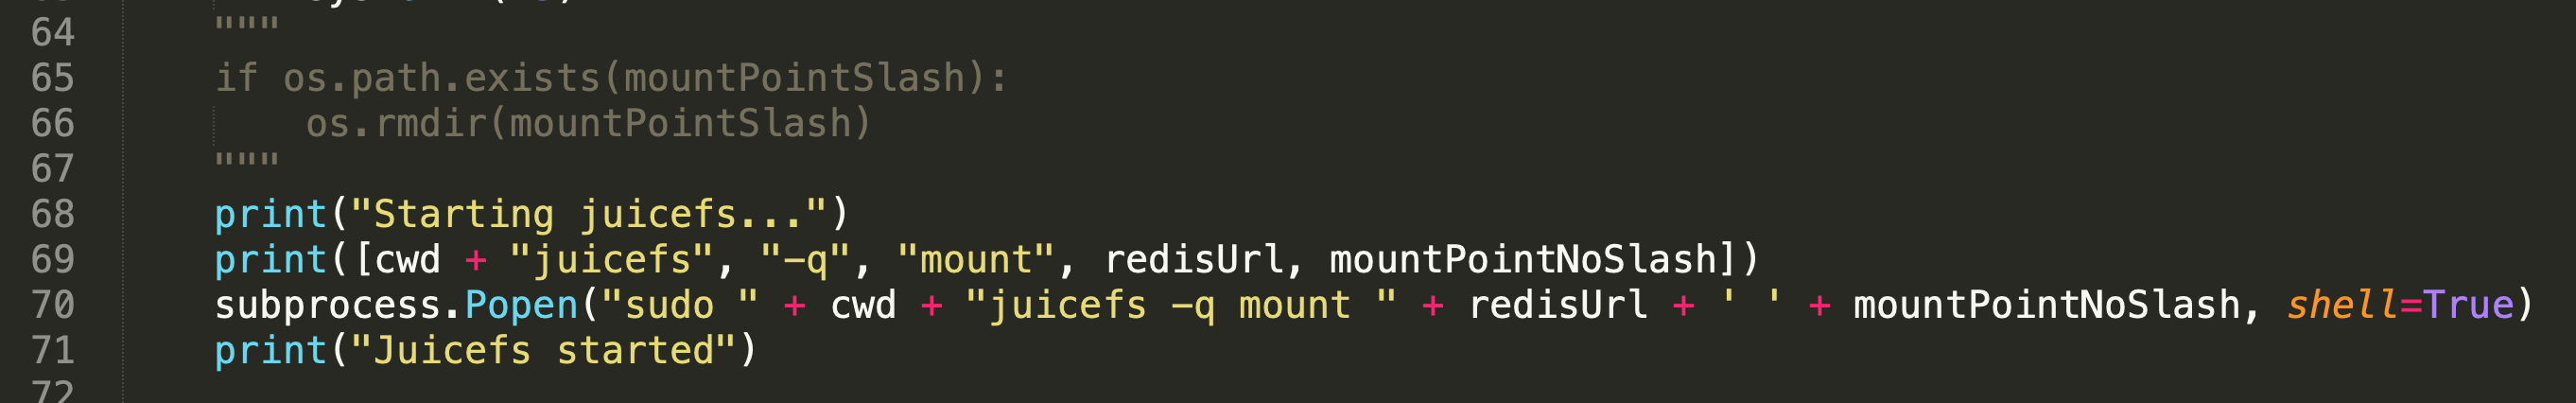 64 """
65 if os.path.exists(mountPointSlash):
66 os.rmdir(mountPointSlash)
67 """
68 print("Starting juicefs...")
69 print([cwd + "juicefs", "-q", "mount", redisUrl, mountPointNoSlash])
70 subprocess.Popen("sudo " + cwd + "juicefs -q mount " + redisUrl + ' ' + mountPointNoSlash, shell=True)
71 print("Juicefs started")
72